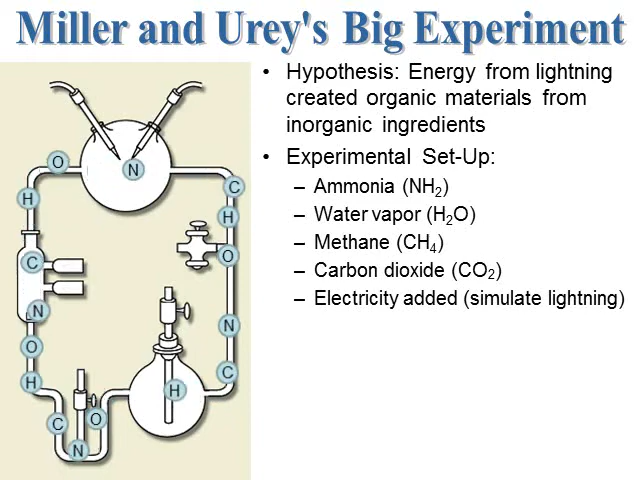 Miller and Urey's Big Experiment
• Hypothesis: Energy from lightning
created organic materials from
inorganic ingredients
• Experimental Set-Up:
– Ammonia (NH₂)
– Water vapor (H₂O)
– Methane (CH₄)
– Carbon dioxide (CO₂)
– Electricity added (simulate lightning)
O
N
H
C
H
C
O
N
N
O
H
C
H
C
O
N